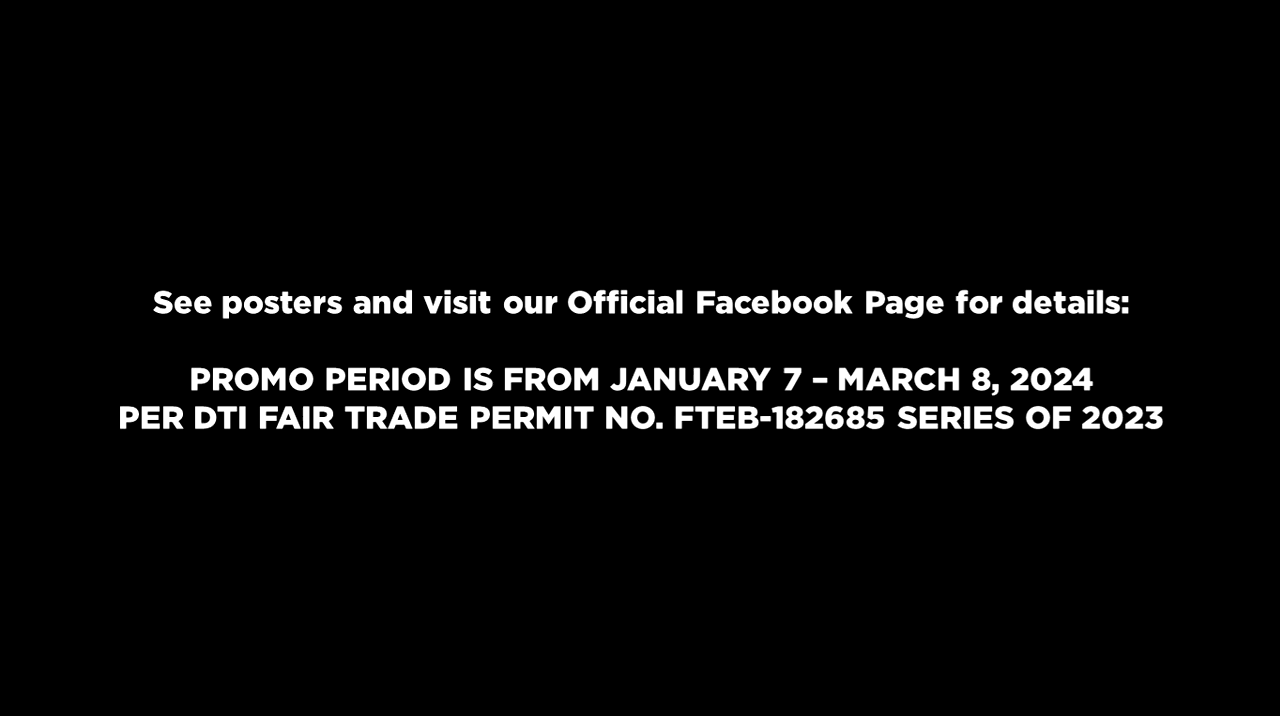 See posters and visit our Official Facebook Page for details:
PROMO PERIOD IS FROM JANUARY 7 – MARCH 8, 2024
PER DTI FAIR TRADE PERMIT NO. FTEB-182685 SERIES OF 2023